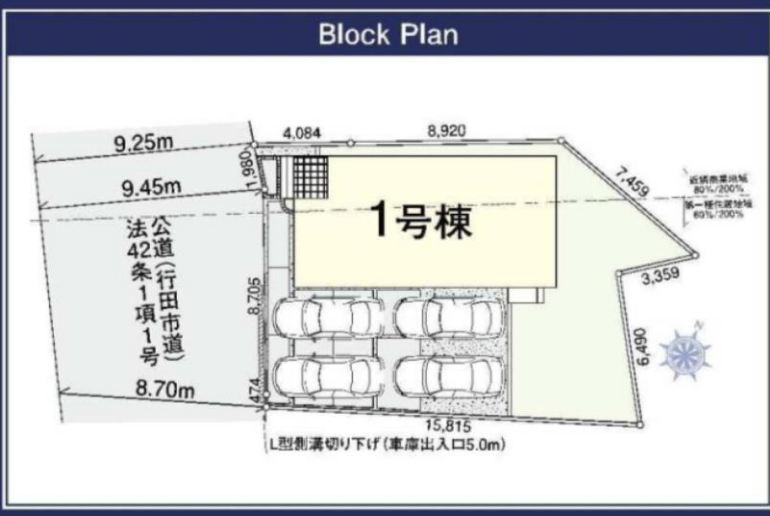 Block Plan
9.25m
4,084
8,920
1,980
7,459
9.45m
近隣商業地域
80%/200%
第一種住居地域
60%/200%
1号棟
公道(行田市道)
法42条1項1号
3,359
N
8,705
6,490
8.70m
474
15,815
L型側溝切り下げ(車庫出入口5.0m)